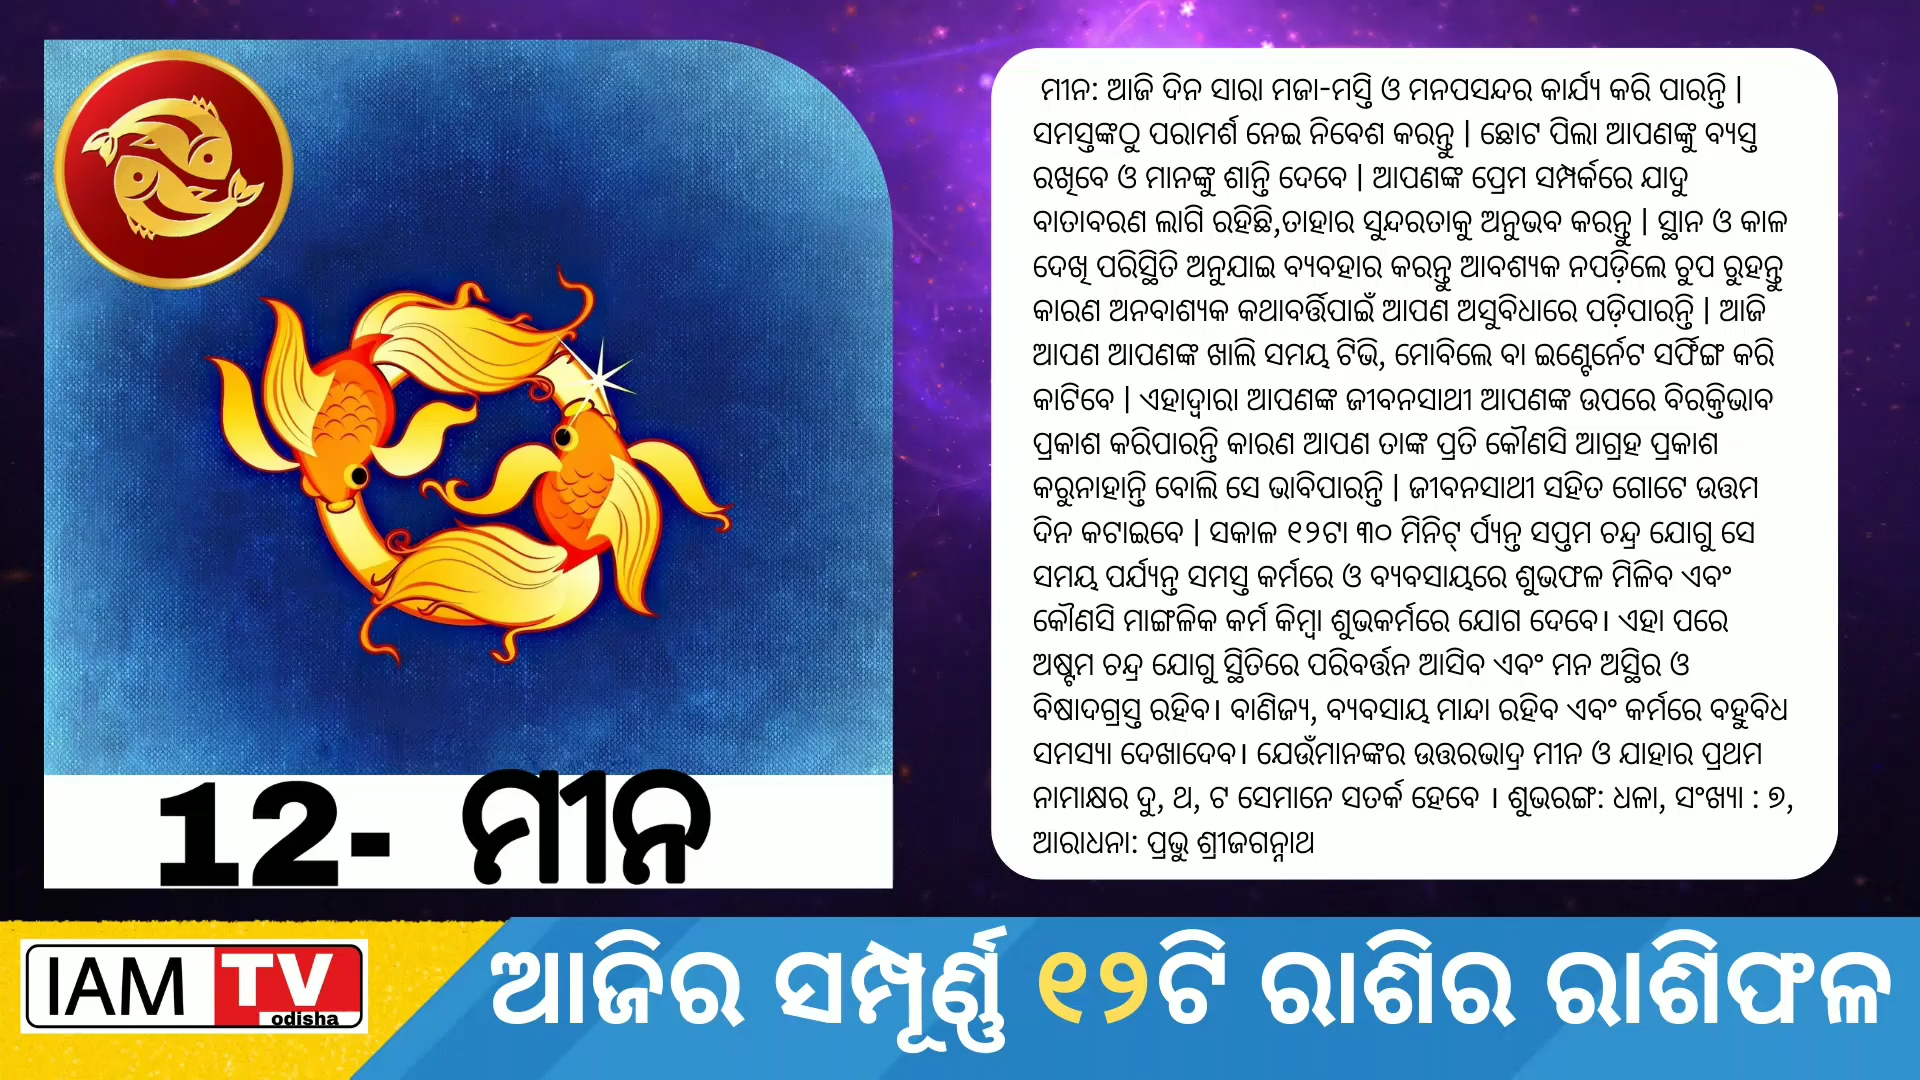 ମୀନ: ଆଜି ଦିନ ସାରା ମଜା-ମସ୍ତି ଓ ମନପସନ୍ଦର କାର୍ଯ୍ୟ କରି ପାରନ୍ତି |
ସମସ୍ତଙ୍କଠୁ ପରାମର୍ଶ ନେଇ ନିବେଶ କରନ୍ତୁ | ଛୋଟ ପିଲା ଆପଣଙ୍କୁ ବ୍ୟସ୍ତ
ରଖିବେ ଓ ମାନଙ୍କୁ ଶାନ୍ତି ଦେବେ | ଆପଣଙ୍କ ପ୍ରେମ ସମ୍ପର୍କରେ ଯାଦୁ
ବାତାବରଣ ଲାଗି ରହିଛି,ତାହାର ସୁନ୍ଦରତାକୁ ଅନୁଭବ କରନ୍ତୁ | ସ୍ଥାନ ଓ କାଳ
ଦେଖି ପରିସ୍ଥିତି ଅନୁଯାଇ ବ୍ୟବହାର କରନ୍ତୁ ଆବଶ୍ୟକ ନପଡ଼ିଲେ ଚୁପ ରୁହନ୍ତୁ
କାରଣ ଅନବାଶ୍ୟକ କଥାବର୍ତ୍ତିପାଇଁ ଆପଣ ଅସୁବିଧାରେ ପଡ଼ିପାରନ୍ତି | ଆଜି
ଆପଣ ଆପଣଙ୍କ ଖାଲି ସମୟ ଟିଭି, ମୋବିଲେ ବା ଇଣ୍ଟେର୍ନେଟ ସର୍ଫିଙ୍ଗ କରି
କାଟିବେ | ଏହାଦ୍ୱାରା ଆପଣଙ୍କ ଜୀବନସାଥୀ ଆପଣଙ୍କ ଉପରେ ବିରକ୍ତିଭାବ
ପ୍ରକାଶ କରିପାରନ୍ତି କାରଣ ଆପଣ ତାଙ୍କ ପ୍ରତି କୌଣସି ଆଗ୍ରହ ପ୍ରକାଶ
କରୁନାହାନ୍ତି ବୋଲି ସେ ଭାବିପାରନ୍ତି | ଜୀବନସାଥୀ ସହିତ ଗୋଟେ ଉତ୍ତମ
ଦିନ କଟାଇବେ | ସକାଳ ୧୨ଟା ୩୦ ମିନିଟ୍ ର୍ପ୍ୟନ୍ତ ସପ୍ତମ ଚନ୍ଦ୍ର ଯୋଗୁ ସେ
ସମୟ ପର୍ଯ୍ୟନ୍ତ ସମସ୍ତ କର୍ମରେ ଓ ବ୍ୟବସାୟରେ ଶୁଭଫଳ ମିଳିବ ଏବଂ
କୌଣସି ମାଙ୍ଗଳିକ କର୍ମ କିମ୍ବା ଶୁଭକର୍ମରେ ଯୋଗ ଦେବେ। ଏହା ପରେ
ଅଷ୍ଟମ ଚନ୍ଦ୍ର ଯୋଗୁ ସ୍ଥିତିରେ ପରିବର୍ତ୍ତନ ଆସିବ ଏବଂ ମନ ଅସ୍ଥିର ଓ
ବିଷାଦଗ୍ରସ୍ତ ରହିବ। ବାଣିଜ୍ୟ, ବ୍ୟବସାୟ ମାନ୍ଦା ରହିବ ଏବଂ କର୍ମରେ ବହୁବିଧ
ସମସ୍ୟା ଦେଖାଦେବ। ଯେଉଁମାନଙ୍କର ଉତ୍ତରଭାଦ୍ର ମୀନ ଓ ଯାହାର ପ୍ରଥମ
ନାମାକ୍ଷର ଦୁ, ଥ, ଟ ସେମାନେ ସତର୍କ ହେବେ । ଶୁଭରଙ୍ଗ: ଧଳା, ସଂଖ୍ୟା : ୭,
ଆରାଧନା: ପ୍ରଭୁ ଶ୍ରୀଜଗନ୍ନାଥ
12- ମୀନ
IAM TV
odisha
ଆଜିର ସମ୍ପୂର୍ଣ୍ଣ ୧୨ଟି ରାଶିର ରାଶିଫଳ